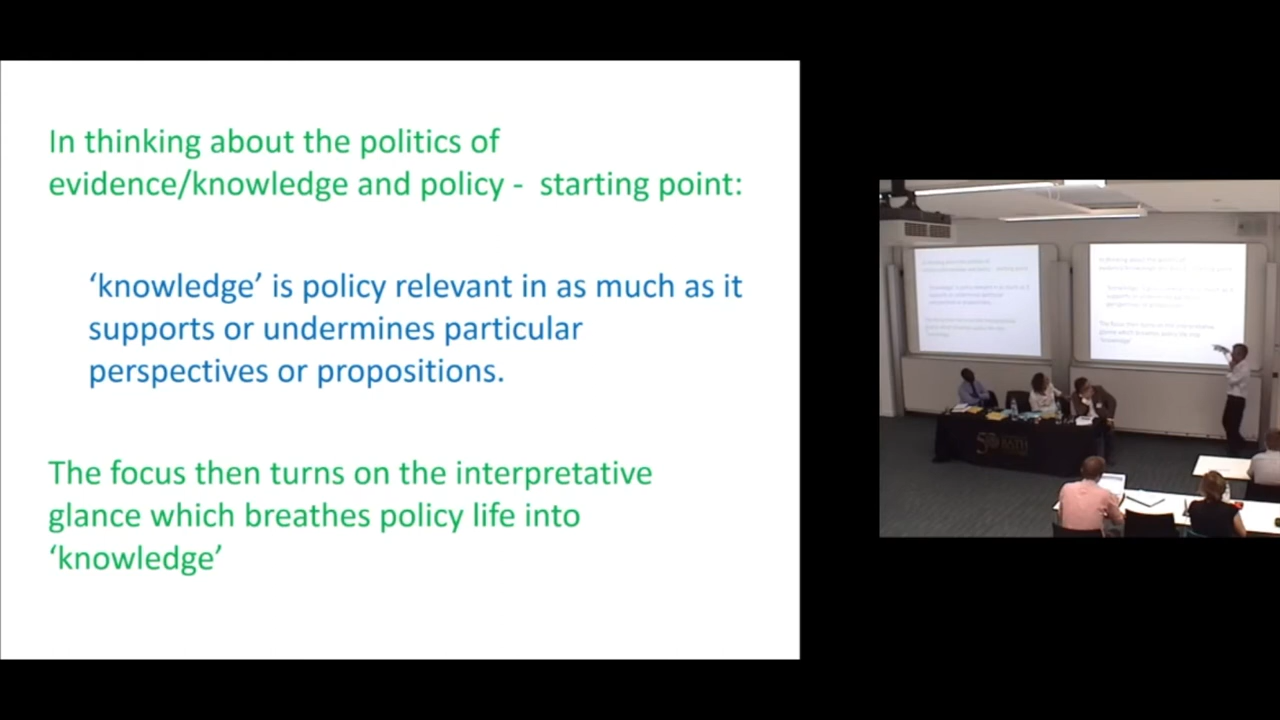 In thinking about the politics of
evidence/knowledge and policy - starting point:
‘knowledge’ is policy relevant in as much as it
supports or undermines particular
perspectives or propositions.
The focus then turns on the interpretative
glance which breathes policy life into
‘knowledge’